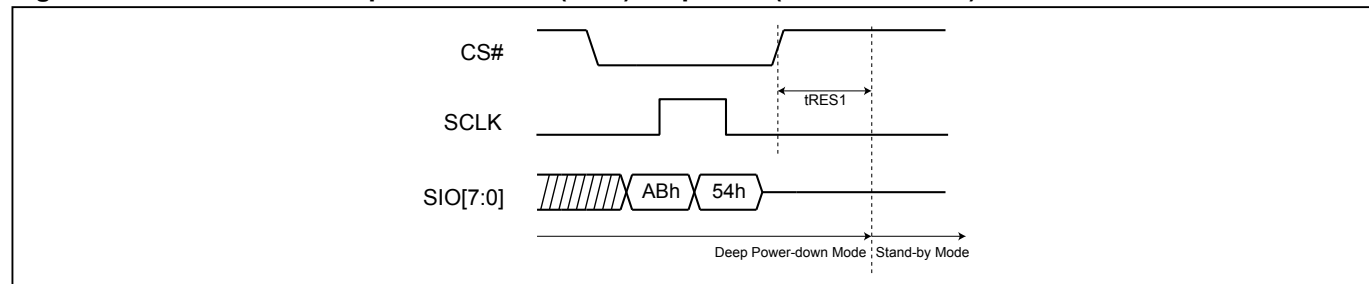 CS#
tRES1
SCLK
SIO[7:0]
ABh
54h
Deep Power-down Mode
Stand-by Mode